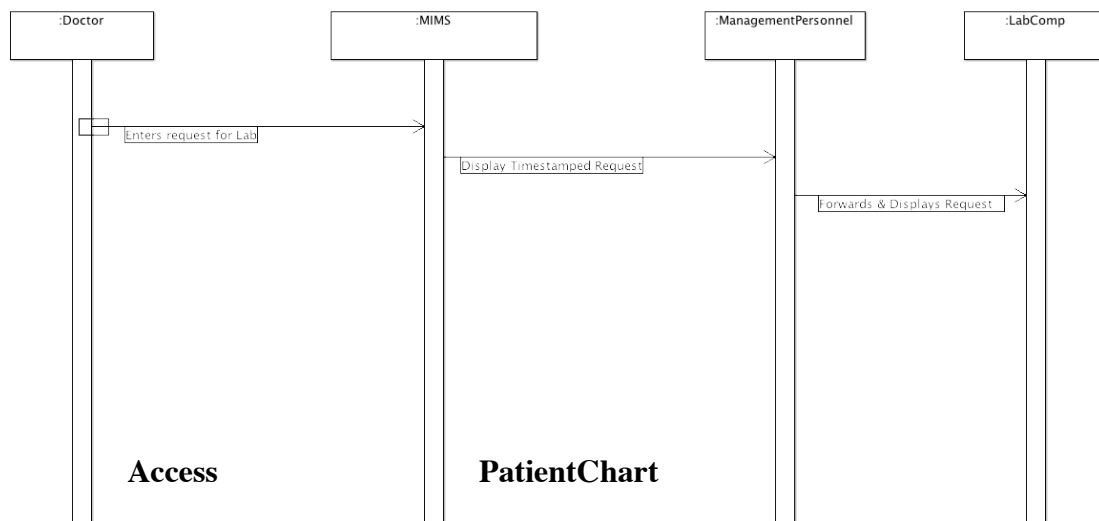 :Doctor
:MIMS
:ManagementPersonnel
:LabComp
Enters request for Lab
Display Timestamped Request
Forwards & Displays Request
Access PatientChart